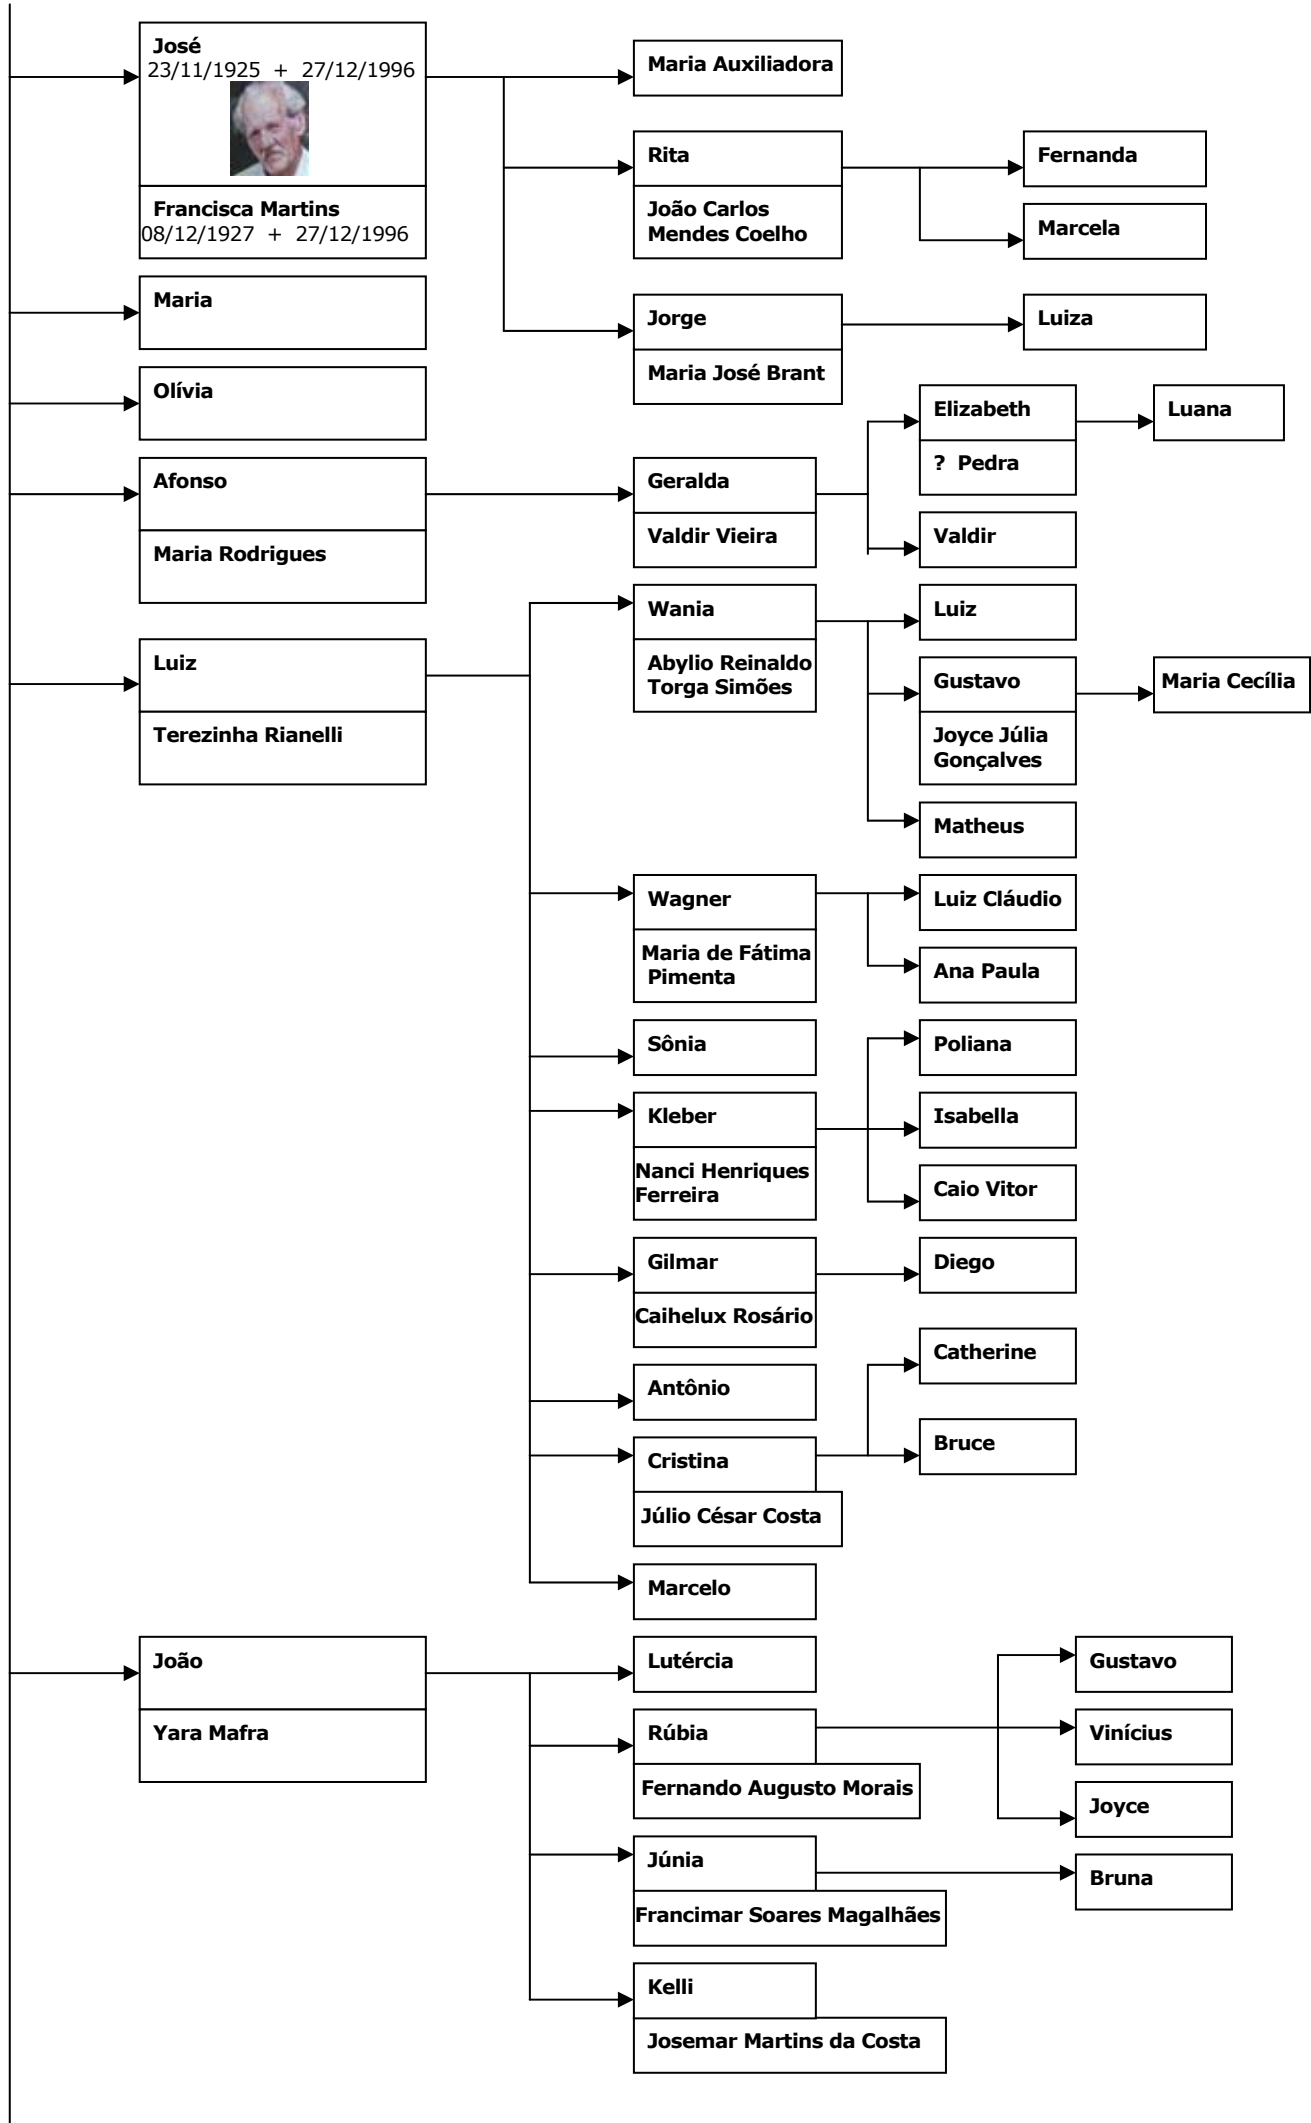 José
23/11/1925 + 27/12/1996
Francisca Martins
08/12/1927 + 27/12/1996
Maria Auxiliadora
Rita
João Carlos
Mendes Coelho
Fernanda
Marcela
Jorge
Maria José Brant
Luiza
Maria
Olívia
Afonso
Maria Rodrigues
Geralda
Valdir Vieira
Elizabeth
? Pedra
Luana
Valdir
Luiz
Terezinha Rianelli
Wania
Abylio Reinaldo
Torga Simões
Luiz
Gustavo
Joyce Júlia
Gonçalves
Maria Cecília
Matheus
Wagner
Maria de Fátima
Pimenta
Luiz Cláudio
Ana Paula
Sônia
Kleber
Nanci Henriques
Ferreira
Poliana
Isabella
Caio Vitor
Gilmar
Caihelux Rosário
Diego
Antônio
Cristina
Júlio César Costa
Catherine
Bruce
Marcelo
João
Yara Mafra
Lutércia
Rúbia
Fernando Augusto Morais
Gustavo
Vinícius
Joyce
Júnia
Francimar Soares Magalhães
Bruna
Kelli
Josemar Martins da Costa